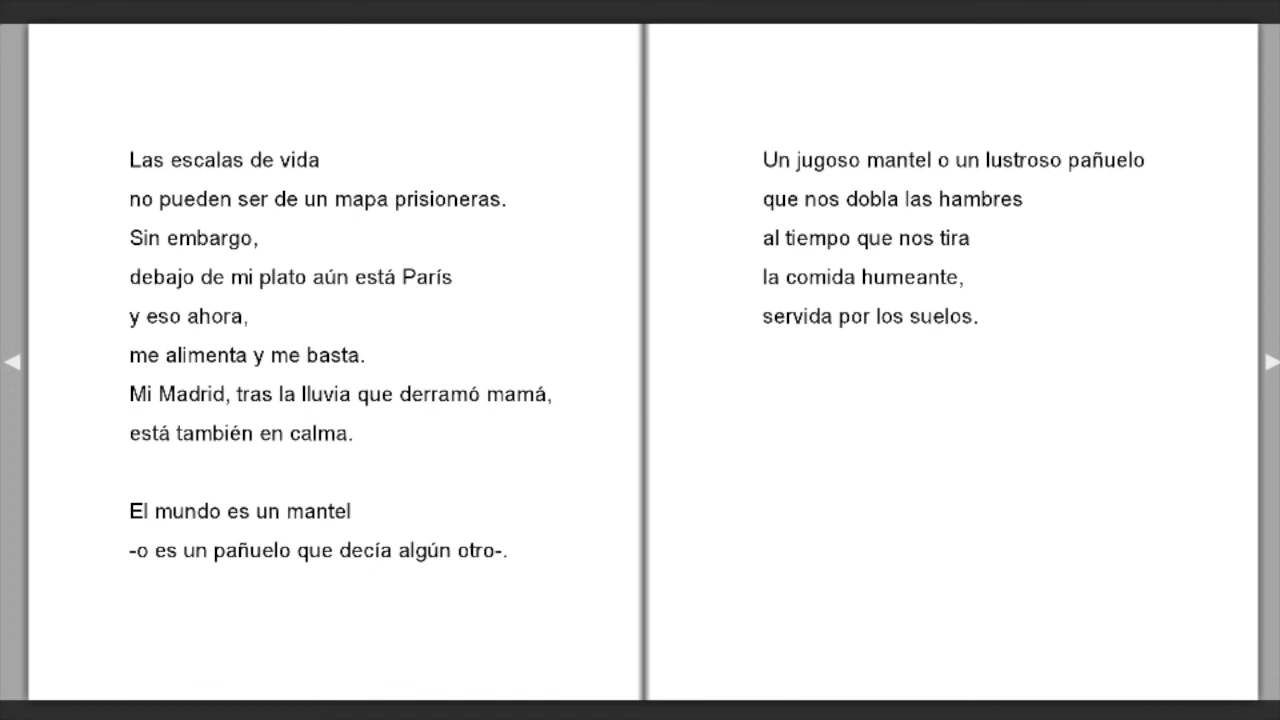 Las escalas de vida
no pueden ser de un mapa prisioneras.
Sin embargo,
debajo de mi plato aún está París
y eso ahora,
me alimenta y me basta.
Mi Madrid, tras la lluvia que derramó mamá,
está también en calma.
El mundo es un mantel
-o es un pañuelo que decía algún otro-.
Un jugoso mantel o un lustroso pañuelo
que nos dobla las hambres
al tiempo que nos tira
la comida humeante,
servida por los suelos.